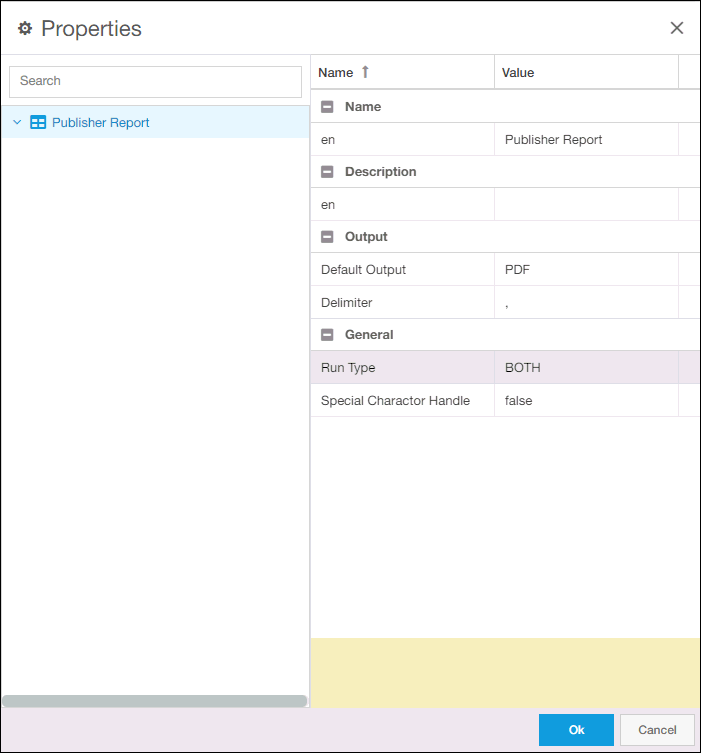 Properties
Search
Publisher Report
Name Value
Name
en Publisher Report
Description
en
Output
Default Output PDF
Delimiter ,
General
Run Type BOTH
Special Charactor Handle false
Ok Cancel